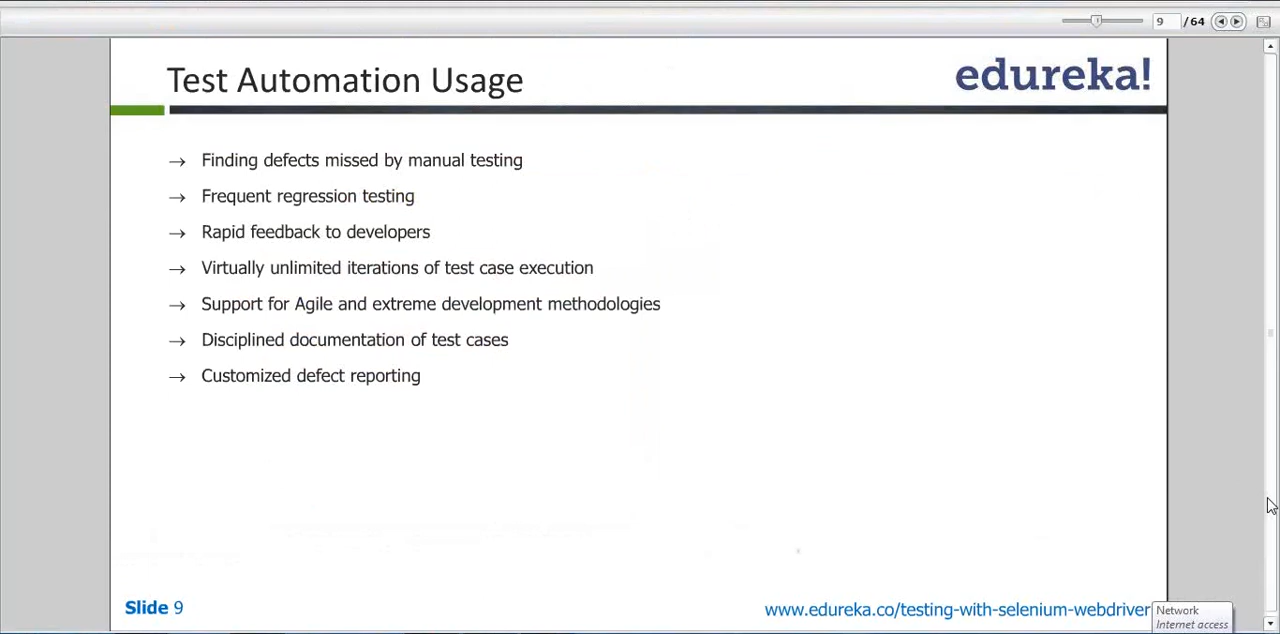 9 /64
Test Automation Usage
edureka!
→ Finding defects missed by manual testing
→ Frequent regression testing
→ Rapid feedback to developers
→ Virtually unlimited iterations of test case execution
→ Support for Agile and extreme development methodologies
→ Disciplined documentation of test cases
→ Customized defect reporting
Slide 9
www.edureka.co/testing-with-selenium-webdriver
Network
Internet access